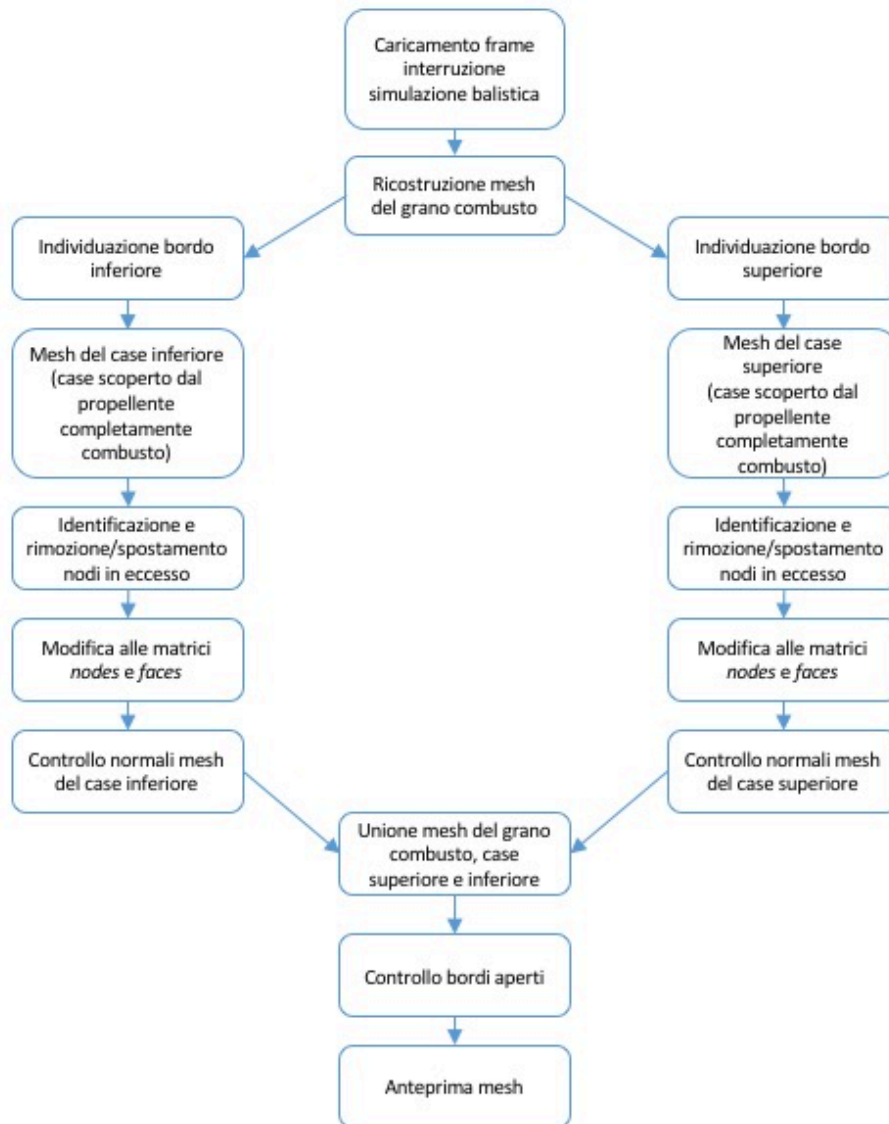 Caricamento frame
interruzione
simulazione balistica
Ricostruzione mesh
del grano combusto
Individuazione bordo
inferiore
Individuazione bordo
superiore
Mesh del case inferiore
(case scoperto dal
propellente
completamente
combusto)
Mesh del case
superiore
(case scoperto dal
propellente
completamente
combusto)
Identificazione e
rimozione/spostamento
nodi in eccesso
Identificazione e
rimozione/spostamento
nodi in eccesso
Modifica alle matrici
nodes e faces
Modifica alle matrici
nodes e faces
Controllo normali mesh
del case inferiore
Controllo normali mesh
del case superiore
Unione mesh del grano
combusto, case
superiore e inferiore
Controllo bordi aperti
Anteprima mesh